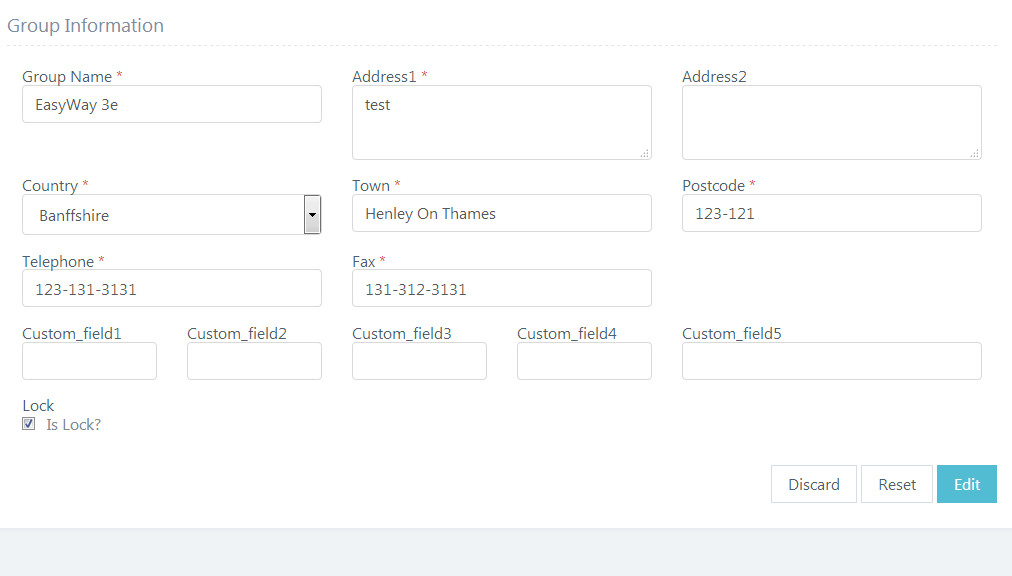 Group Information
Group Name * Address1 * Address2
EasyWay 3e test
Country * Town * Postcode *
Banffshire Henley On Thames 123-121
Telephone * Fax *
123-131-3131 131-312-3131
Custom_field1 Custom_field2 Custom_field3 Custom_field4 Custom_field5
Lock
Is Lock?
Discard Reset Edit